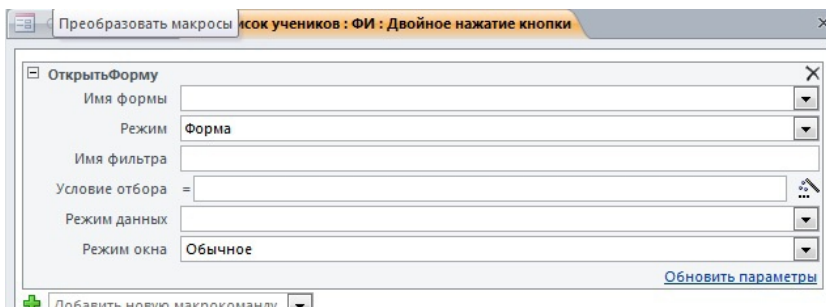 Преобразовать макросы
исок учеников : ФИ : Двойное нажатие кнопки
ОткрытьФорму
Имя формы
Режим Форма
Имя фильтра
Условие отбора =
Режим данных
Режим окна Обычное
Обновить параметры
Добавить новую макрокоманду